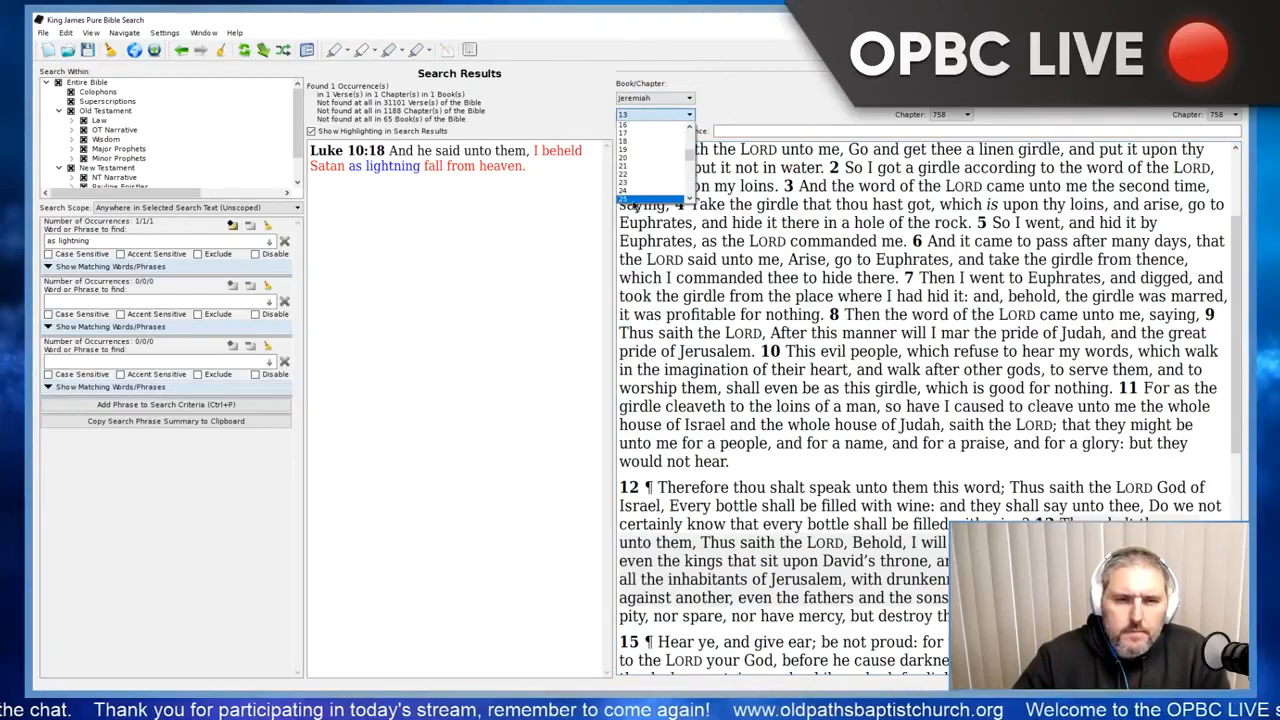 King James Pure Bible Search
OPBC LIVE
File Edit View Navigate Settings Window Help
Search Within:
Entire Bible
Colophons
Superscriptions
Old Testament
Law
OT Narrative
Wisdom
Major Prophets
Minor Prophets
New Testament
NT Narrative
Pauline Epistles
Search Scope: Anywhere in Selected Search Text (Unscoped)
Number of Occurrences: 1/1/1
Word or Phrase to find:
as lightning
Case Sensitive Accent Sensitive Exclude Disable
Show Matching Words/Phrases
Number of Occurrences: 0/0/0
Word or Phrase to find:
Case Sensitive Accent Sensitive Exclude Disable
Show Matching Words/Phrases
Number of Occurrences: 0/0/0
Word or Phrase to find:
Case Sensitive Accent Sensitive Exclude Disable
Show Matching Words/Phrases
Add Phrase to Search Criteria (Ctrl+P)
Copy Search Phrase Summary to Clipboard
Search Results
Found 1 Occurrence(s)
in 1 Verse(s) in 1 Chapter(s) in 1 Book(s)
Not found at all in 31101 Verse(s) of the Bible
Not found at all in 1188 Chapter(s) of the Bible
Not found at all in 65 Book(s) of the Bible
Show Highlighting in Search Results
Luke 10:18 And he said unto them, I beheld
Satan as lightning fall from heaven.
Book/Chapter:
Jeremiah
13
Chapter: 758
Chapter: 758
16
17
18
19
20
21
22
23
24
25
nce:
th the LORD unto me, Go and get thee a linen girdle, and put it upon thy
put it not in water. 2 So I got a girdle according to the word of the LORD,
on my loins. 3 And the word of the LORD came unto me the second time,
saying, 4 Take the girdle that thou hast got, which is upon thy loins, and arise, go to
Euphrates, and hide it there in a hole of the rock. 5 So I went, and hid it by
Euphrates, as the LORD commanded me. 6 And it came to pass after many days, that
the LORD said unto me, Arise, go to Euphrates, and take the girdle from thence,
which I commanded thee to hide there. 7 Then I went to Euphrates, and digged, and
took the girdle from the place where I had hid it: and, behold, the girdle was marred,
it was profitable for nothing. 8 Then the word of the LORD came unto me, saying, 9
Thus saith the LORD, After this manner will I mar the pride of Judah, and the great
pride of Jerusalem. 10 This evil people, which refuse to hear my words, which walk
in the imagination of their heart, and walk after other gods, to serve them, and to
worship them, shall even be as this girdle, which is good for nothing. 11 For as the
girdle cleaveth to the loins of a man, so have I caused to cleave unto me the whole
house of Israel and the whole house of Judah, saith the LORD; that they might be
unto me for a people, and for a name, and for a praise, and for a glory: but they
would not hear.
12 ¶ Therefore thou shalt speak unto them this word; Thus saith the LORD God of
Israel, Every bottle shall be filled with wine: and they shall say unto thee, Do we not
certainly know that every bottle shall be filled
unto them, Thus saith the LORD, Behold, I will
even the kings that sit upon David's throne,
all the inhabitants of Jerusalem, with drunken
against another, even the fathers and the sons
pity, nor spare, nor have mercy, but destroy
15 ¶ Hear ye, and give ear; be not proud: for
to the LORD your God, before he cause darkne
the chat. Thank you for participating in today's stream, remember to come again! www.oldpathsbaptistchurch.org Welcome to the OPBC LIVE s